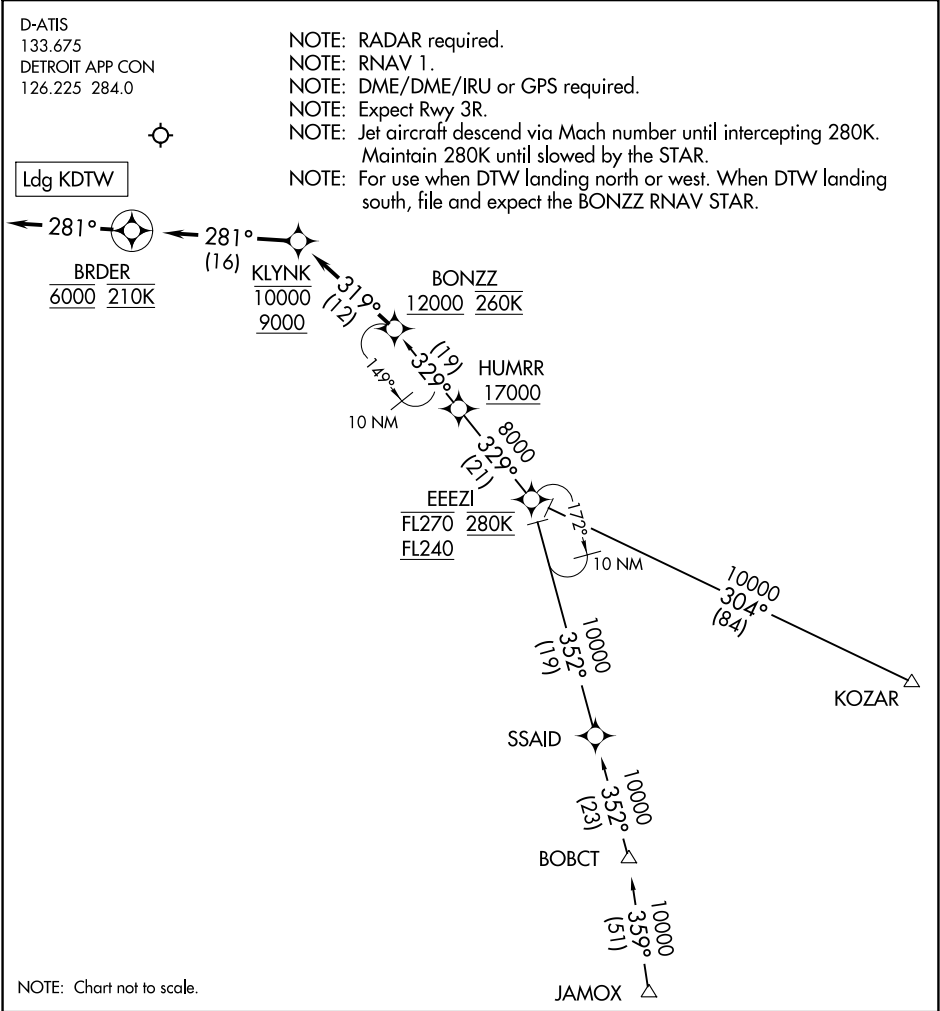 D-ATIS
133.675
DETROIT APP CON
126.225 284.0
NOTE: RADAR required.
NOTE: RNAV 1.
NOTE: DME/DME/IRU or GPS required.
NOTE: Expect Rwy 3R.
NOTE: Jet aircraft descend via Mach number until intercepting 280K.
Maintain 280K until slowed by the STAR.
NOTE: For use when DTW landing north or west. When DTW landing
south, file and expect the BONZZ RNAV STAR.
Ldg KDTW
281°
BRDER
6000 210K
281°
(16)
KLYNK
10000
9000
319°
(12)
BONZZ
12000 260K
149°
10 NM
(19)
329°
HUMRR
17000
8000
329°
(21)
EEEZI
FL270 280K
FL240
172°
10 NM
10000
304°
(84)
KOZAR
10000
352°
(19)
SSAID
10000
352°
(23)
BOBCT
10000
359°
(51)
JAMOX
NOTE: Chart not to scale.